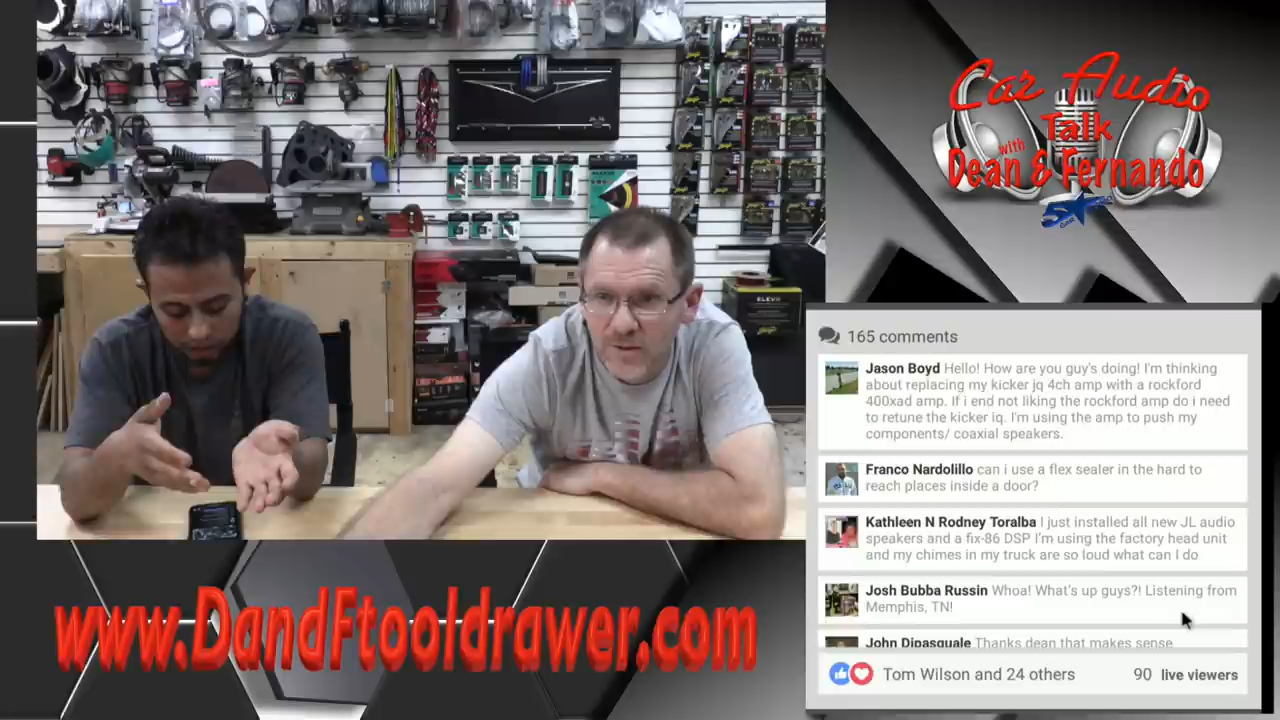 Car Audio
Talk
with
Dean & Fernando
165 comments
Jason Boyd Hello! How are you guy's doing! I'm thinking
about replacing my kicker jq 4ch amp with a rockford
400xad amp. If i end not liking the rockford amp do i need
to retune the kicker iq. I'm using the amp to push my
components/ coaxial speakers.
Franco Nardolillo can i use a flex sealer in the hard to
reach places inside a door?
Kathleen N Rodney Toralba I just installed all new JL audio
speakers and a fix-86 DSP I'm using the factory head unit
and my chimes in my truck are so loud what can I do
Josh Bubba Russin Whoa! What's up guys?! Listening from
Memphis, TN!
John Dipasquale Thanks dean that makes sense
Tom Wilson and 24 others 90 live viewers
www.DandFtooldrawer.com